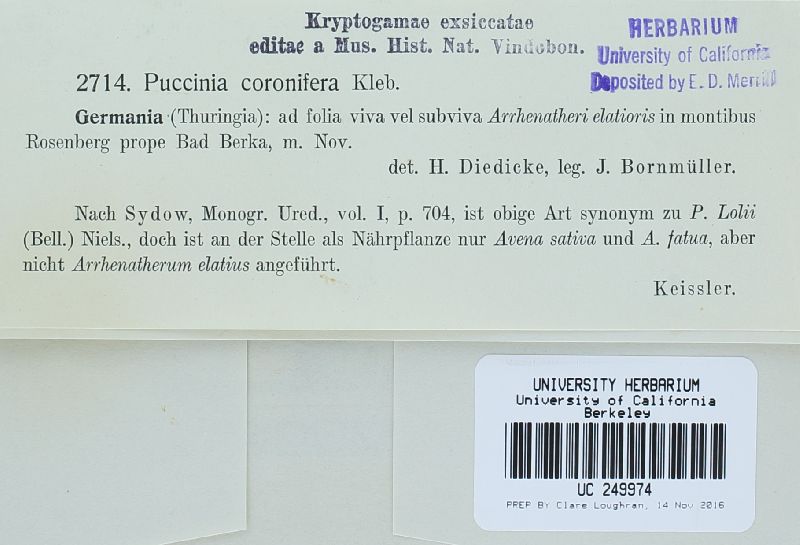 Kryptogamae exsiccatae
editae a Mus. Hist. Nat. Vindobon.
HERBARIUM
University of California
Deposited by E. D. Merrill
2714. Puccinia coronifera Kleb.
Germania (Thuringia): ad folia viva vel subviva Arrhenatheri elatioris in montibus
Rosenberg prope Bad Berka, m. Nov.
det. H. Diedicke, leg. J. Bornmüller.
Nach Sydow, Monogr. Ured., vol. I, p. 704, ist obige Art synonym zu P. Lolii
(Bell.) Niels., doch ist an der Stelle als Nährpflanze nur Avena sativa und A. fatua, aber
nicht Arrhenatherum elatius angeführt.
Keissler.
UNIVERSITY HERBARIUM
University of California
Berkeley
UC 249974
PREP BY Clare Loughran, 14 Nov 2016